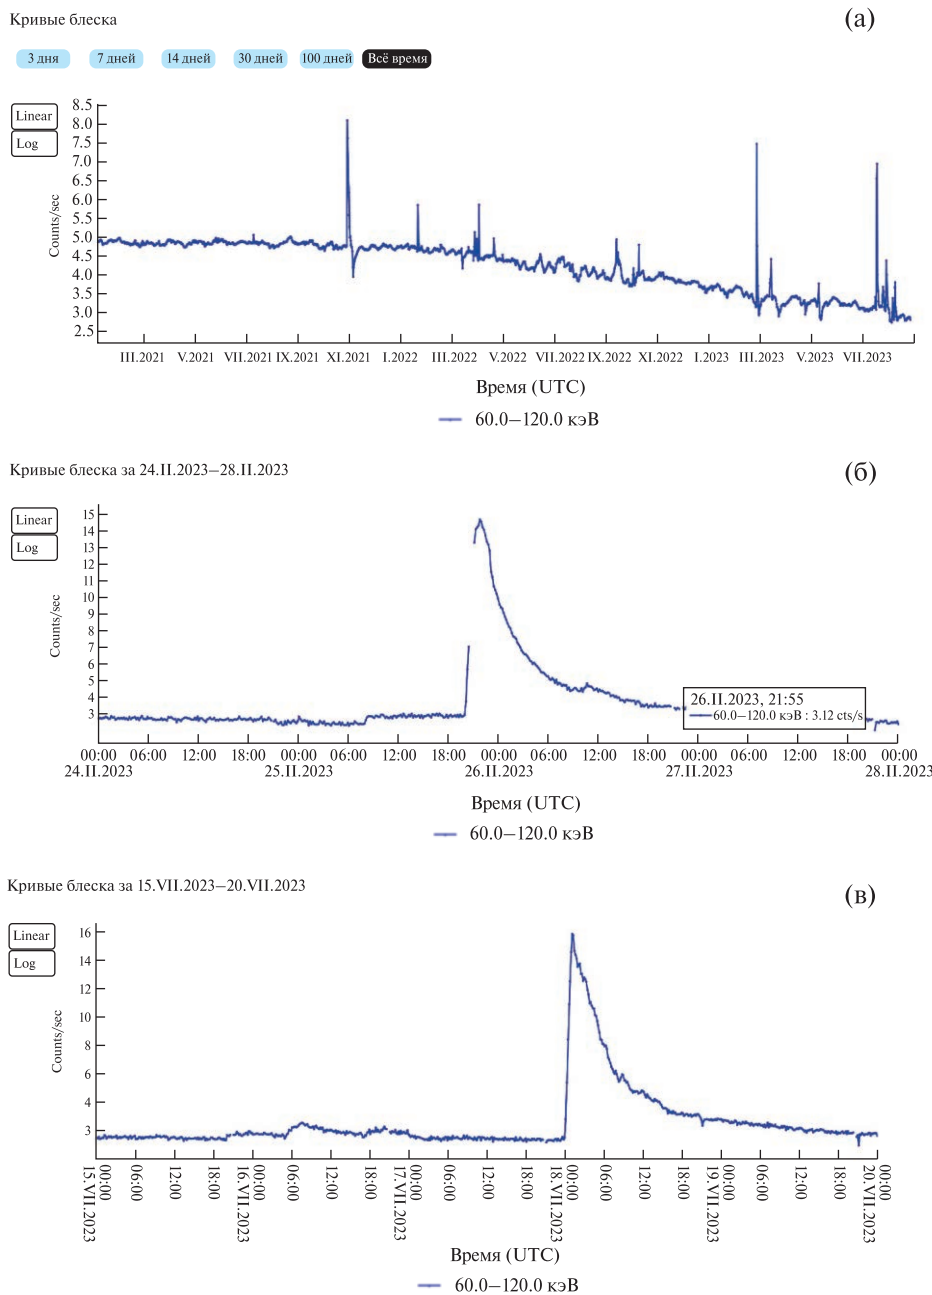 Кривые блеска
(а)
3 дня 7 дней 14 дней 30 дней 100 дней Всё время
Linear
Log
Counts/sec
8.5
8.0
7.5
7.0
6.5
6.0
5.5
5.0
4.5
4.0
3.5
3.0
2.5
III.2021 V.2021 VII.2021 IX.2021 XI.2021 I.2022 III.2022 V.2022 VII.2022 IX.2022 XI.2022 I.2023 III.2023 V.2023 VII.2023
Время (UTC)
60.0–120.0 кэВ
Кривые блеска за 24.II.2023–28.II.2023
(б)
Linear
Log
Counts/sec
15
14
13
12
11
10
9
8
7
6
5
4
3
26.II.2023, 21:55
60.0–120.0 кэВ : 3.12 cts/s
00:00 06:00 12:00 18:00 00:00 06:00 12:00 18:00 00:00 06:00 12:00 18:00 00:00 06:00 12:00 18:00 00:00
24.II.2023 25.II.2023 26.II.2023 27.II.2023 28.II.2023
Время (UTC)
60.0–120.0 кэВ
Кривые блеска за 15.VII.2023–20.VII.2023
(в)
Linear
Log
Counts/sec
16
14
12
10
8
6
4
3
00:00 06:00 12:00 18:00 00:00 06:00 12:00 18:00 00:00 06:00 12:00 18:00 00:00 06:00 12:00 18:00 00:00 06:00 12:00 18:00 00:00
15.VII.2023 16.VII.2023 17.VII.2023 18.VII.2023 19.VII.2023 20.VII.2023
Время (UTC)
60.0–120.0 кэВ